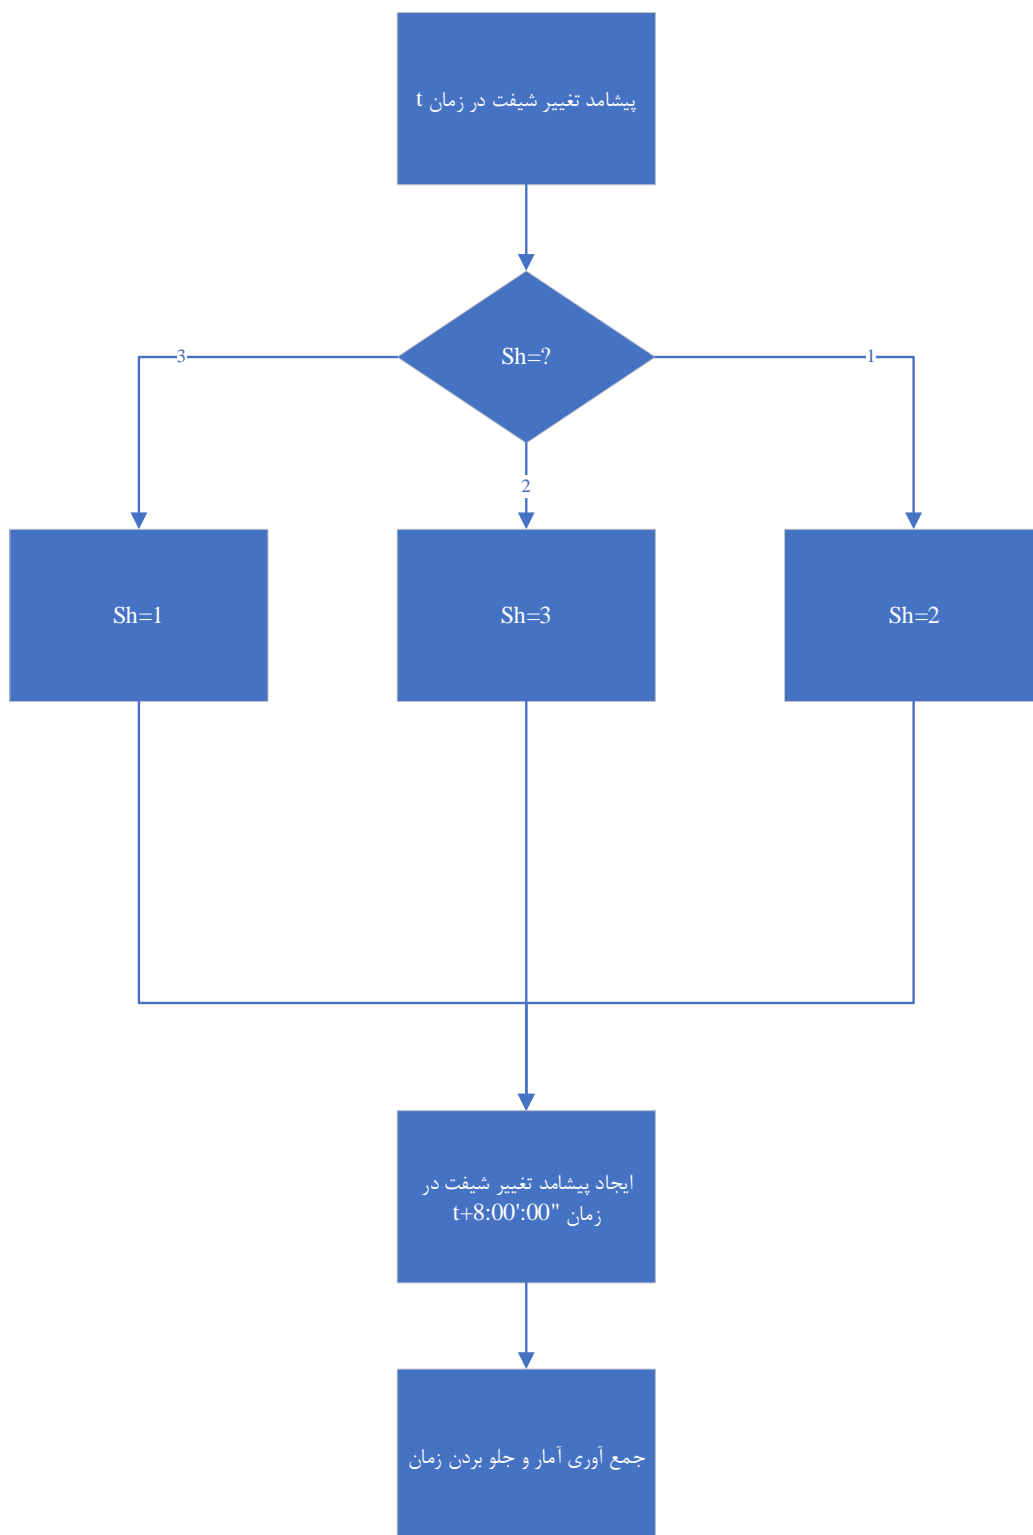 پیشامد تغییر شیفت در زمان t
Sh=?
3
1
2
Sh=1
Sh=3
Sh=2
ایجاد پیشامد تغییر شیفت در
زمان t+8:00':00"
جمع آوری آمار و جلو بردن زمان